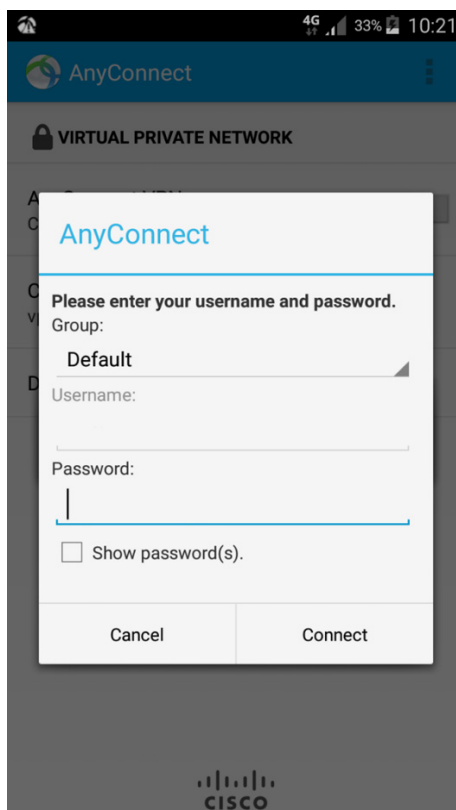 4G 33% 10:21
AnyConnect
VIRTUAL PRIVATE NETWORK
AnyConnect
Please enter your username and password.
Group:
Default
Username:
Password:
Show password(s).
Cancel Connect
CISCO